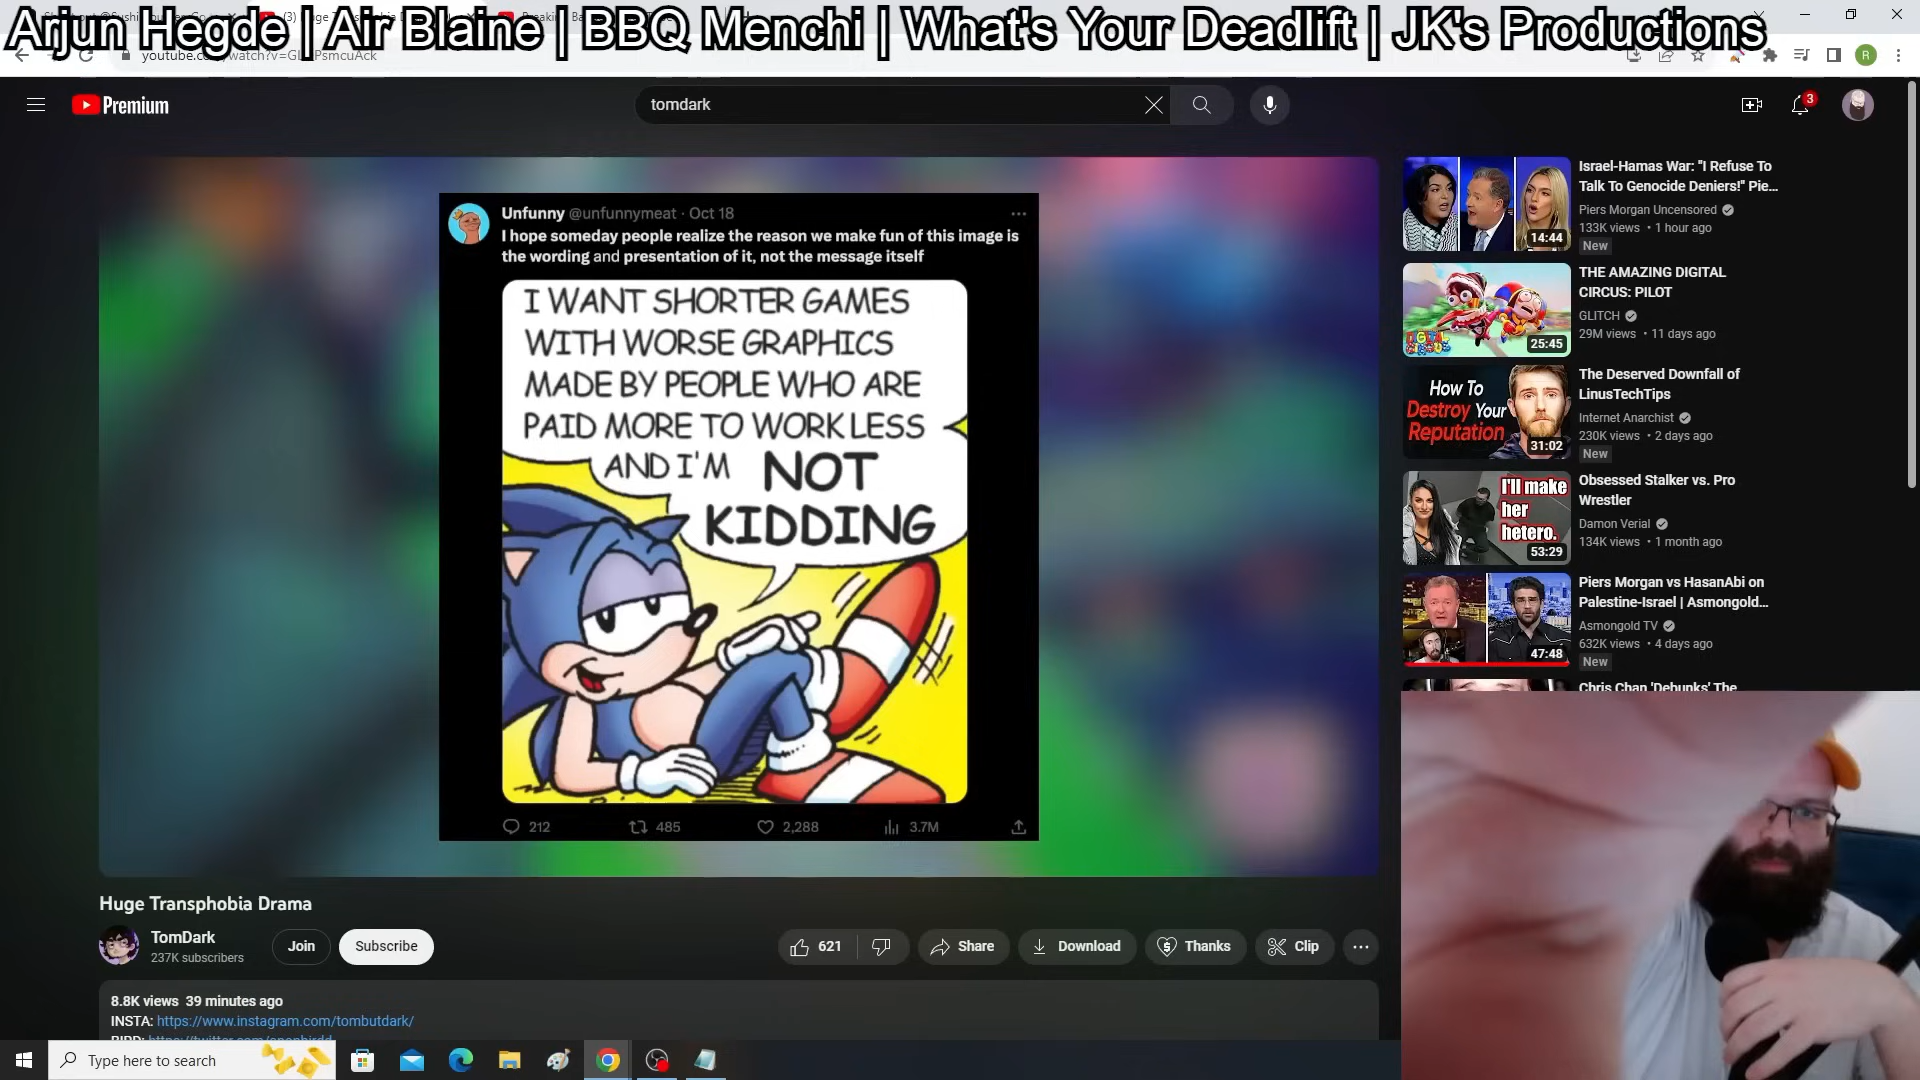 Arjun Hegde | Air Blaine | BBQ Menchi | What's Your Deadlift | JK's Productions
R
Premium
tomdark
3
Unfunny @unfunnymeat · Oct 18
I hope someday people realize the reason we make fun of this image is
the wording and presentation of it, not the message itself
I WANT SHORTER GAMES
WITH WORSE GRAPHICS
MADE BY PEOPLE WHO ARE
PAID MORE TO WORK LESS
AND I'M NOT
KIDDING
212
485
2,288
3.7M
Huge Transphobia Drama
TomDark
237K subscribers
Join
Subscribe
621
Share
Download
Thanks
Clip
8.8K views 39 minutes ago
INSTA: https://www.instagram.com/tombutdark/
Israel-Hamas War: "I Refuse To
Talk To Genocide Deniers!" Pie...
Piers Morgan Uncensored
133K views • 1 hour ago
New
14:44
THE AMAZING DIGITAL
CIRCUS: PILOT
GLITCH
29M views • 11 days ago
25:45
How To
Destroy Your
Reputation
31:02
The Deserved Downfall of
LinusTechTips
Internet Anarchist
230K views • 2 days ago
New
I'll make
her
hetero.
53:29
Obsessed Stalker vs. Pro
Wrestler
Damon Verial
134K views • 1 month ago
47:48
Piers Morgan vs HasanAbi on
Palestine-Israel | Asmongold...
Asmongold TV
632K views • 4 days ago
New
Chris Chan 'Debunks' The
Type here to search